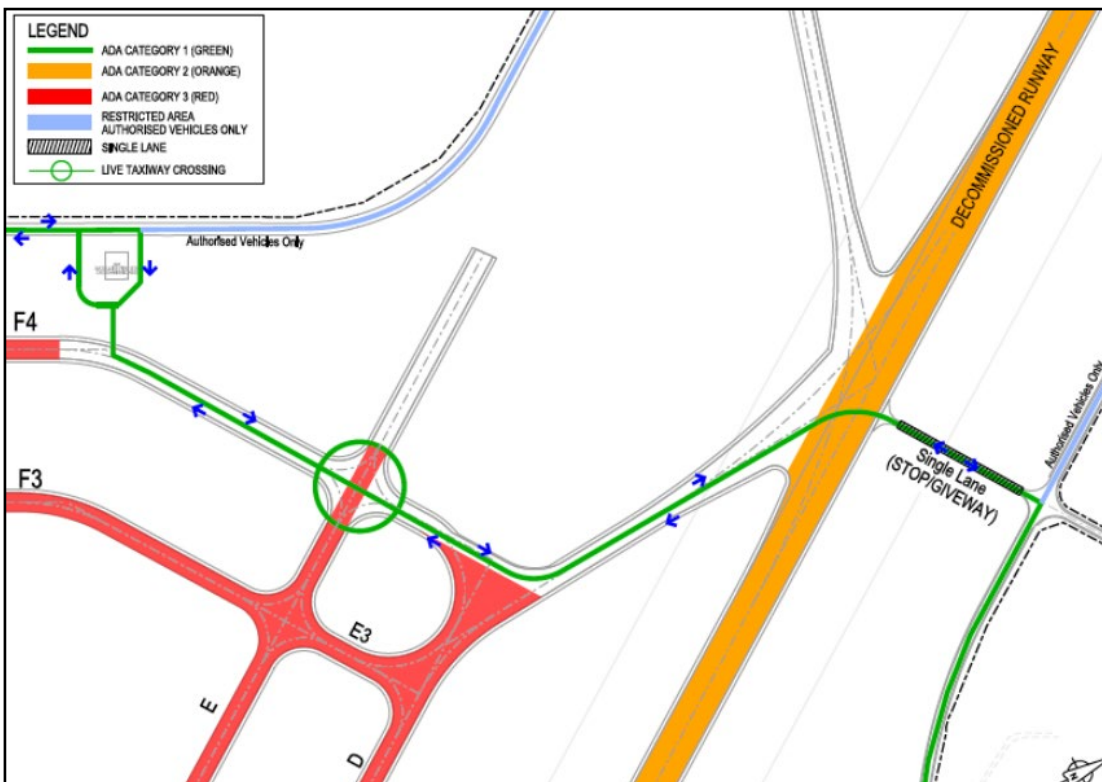 LEGEND
ADA CATEGORY 1 (GREEN)
ADA CATEGORY 2 (ORANGE)
ADA CATEGORY 3 (RED)
RESTRICTED AREA
AUTHORISED VEHICLES ONLY
SINGLE LANE
LIVE TAXIWAY CROSSING
DECOMMISSIONED RUNWAY
Authorised Vehicles Only
F4
Authorised Vehicles Only
Single Lane
(STOP/GIVEWAY)
F3
E3
E
D